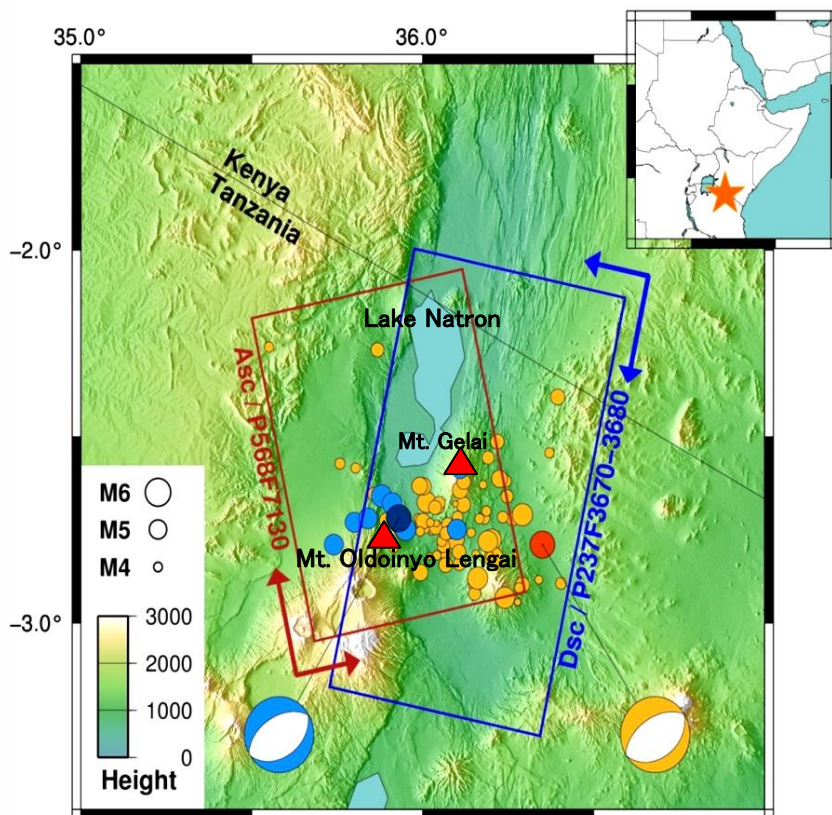 35.0°
36.0°
Kenya
Tanzania
-2.0°
Lake Natron
Asc / P568F7130
Mt. Gelai
Dsc / P237F3670-3680
M6
M5
M4
Mt. Oldoinyo Lengai
-3.0°
3000
2000
1000
0
Height